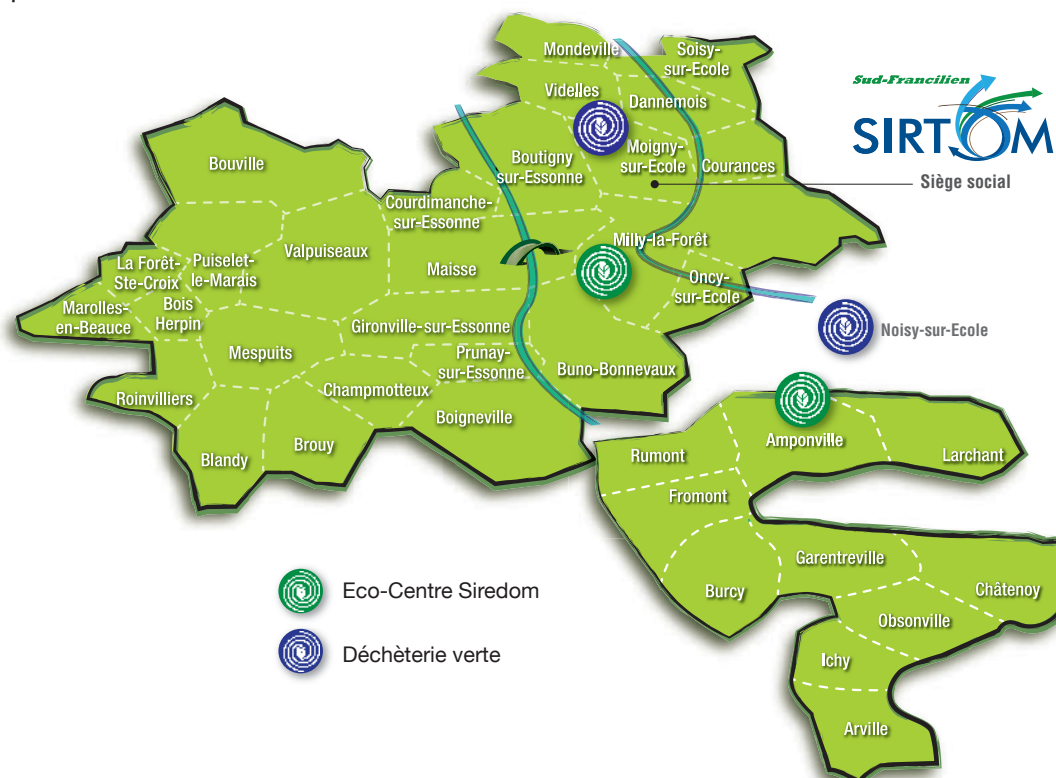 Mondeville
Soisy-
sur-Ecole
Sud-Francilien
SIRTOM
Siège social
Videlles
Dannemois
Bouville
Boutigny
sur-Essonne
Moigny-
sur-Ecole
Courances
Courdimanche-
sur-Essonne
Milly-la-Forêt
Valpuiseaux
La Forêt-
Ste-Croix
Puiselet-
le-Marais
Maisse
Oncy-
sur-Ecole
Marolles-
en-Beauce
Bois
Herpin
Gironville-sur-Essonne
Noisy-sur-Ecole
Mespuits
Prunay-
sur-Essonne
Buno-Bonnevaux
Roinvilliers
Champmotteux
Boigneville
Blandy
Brouy
Amponville
Rumont
Larchant
Fromont
Garentreville
Burcy
Châtenoy
Obsonville
Ichy
Arville
Eco-Centre Siredom
Déchèterie verte